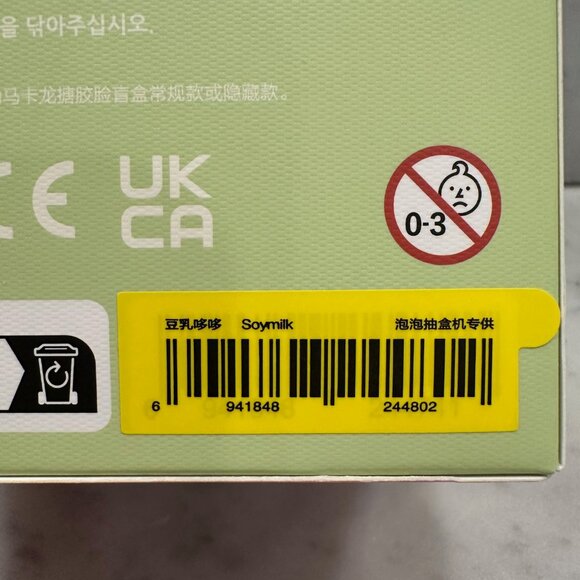 을 닦아주십시오.
马卡龙搪胶脸盲盒常规款或隐藏款。
CE
UK
CA
0-3
豆乳哆哆 Soymilk 泡泡抽盒机专供
6 941848 244802